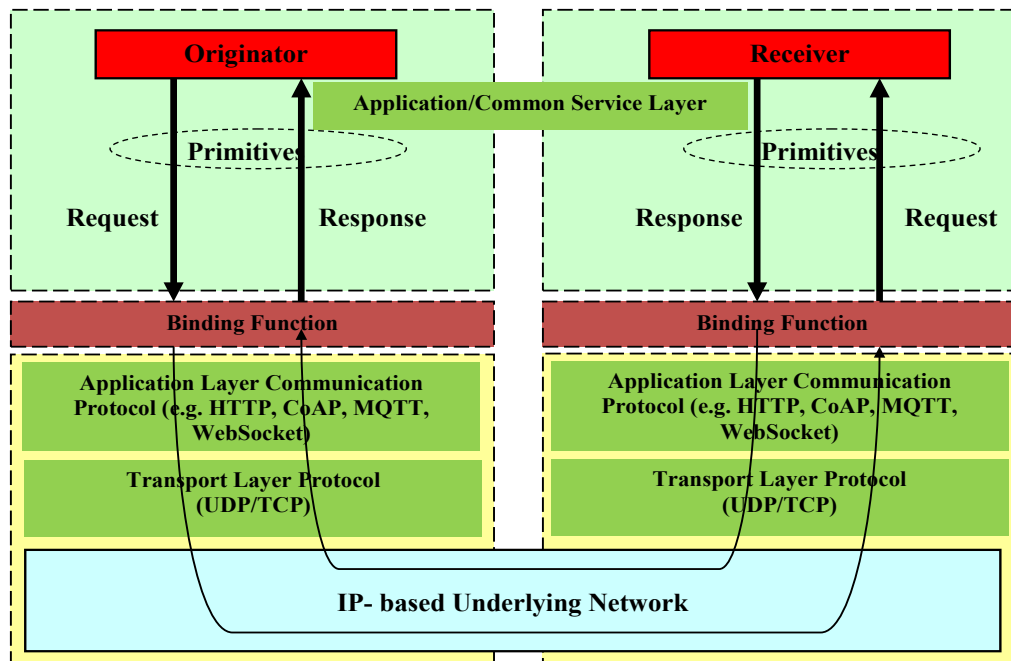 Originator
Receiver
Application/Common Service Layer
Primitives
Primitives
Request
Response
Response
Request
Binding Function
Binding Function
Application Layer Communication
Protocol (e.g. HTTP, CoAP, MQTT,
WebSocket)
Application Layer Communication
Protocol (e.g. HTTP, CoAP, MQTT,
WebSocket)
Transport Layer Protocol
(UDP/TCP)
Transport Layer Protocol
(UDP/TCP)
IP- based Underlying Network